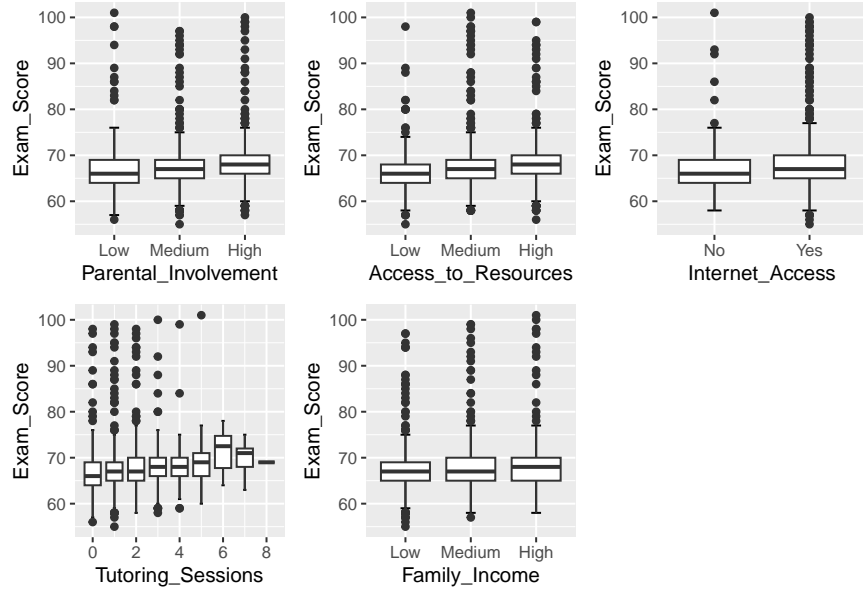 Exam_Score
100
90
80
70
60
Low Medium High
Parental_Involvement
Exam_Score
100
90
80
70
60
Low Medium High
Access_to_Resources
Exam_Score
100
90
80
70
60
No Yes
Internet_Access
Exam_Score
100
90
80
70
60
0 2 4 6 8
Tutoring_Sessions
Exam_Score
100
90
80
70
60
Low Medium High
Family_Income